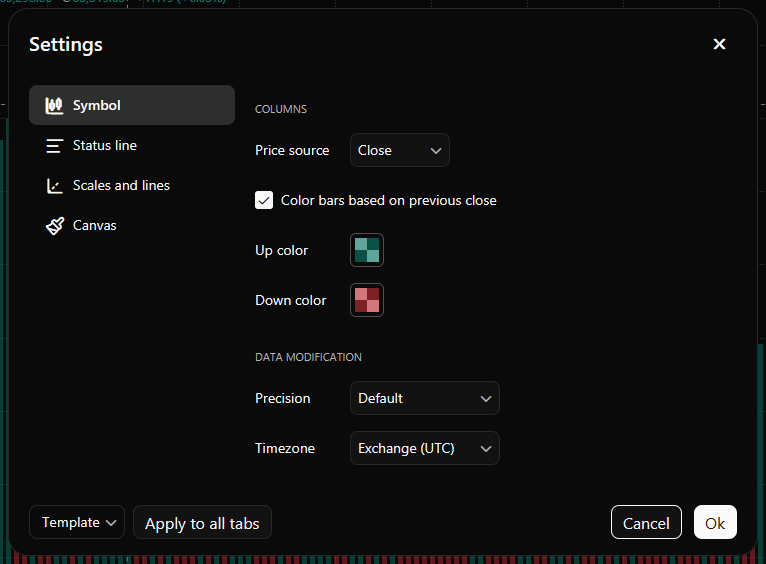 Settings
Symbol
Status line
Scales and lines
Canvas
COLUMNS
Price source
Close
Color bars based on previous close
Up color
Down color
DATA MODIFICATION
Precision
Default
Timezone
Exchange (UTC)
Template
Apply to all tabs
Cancel
Ok